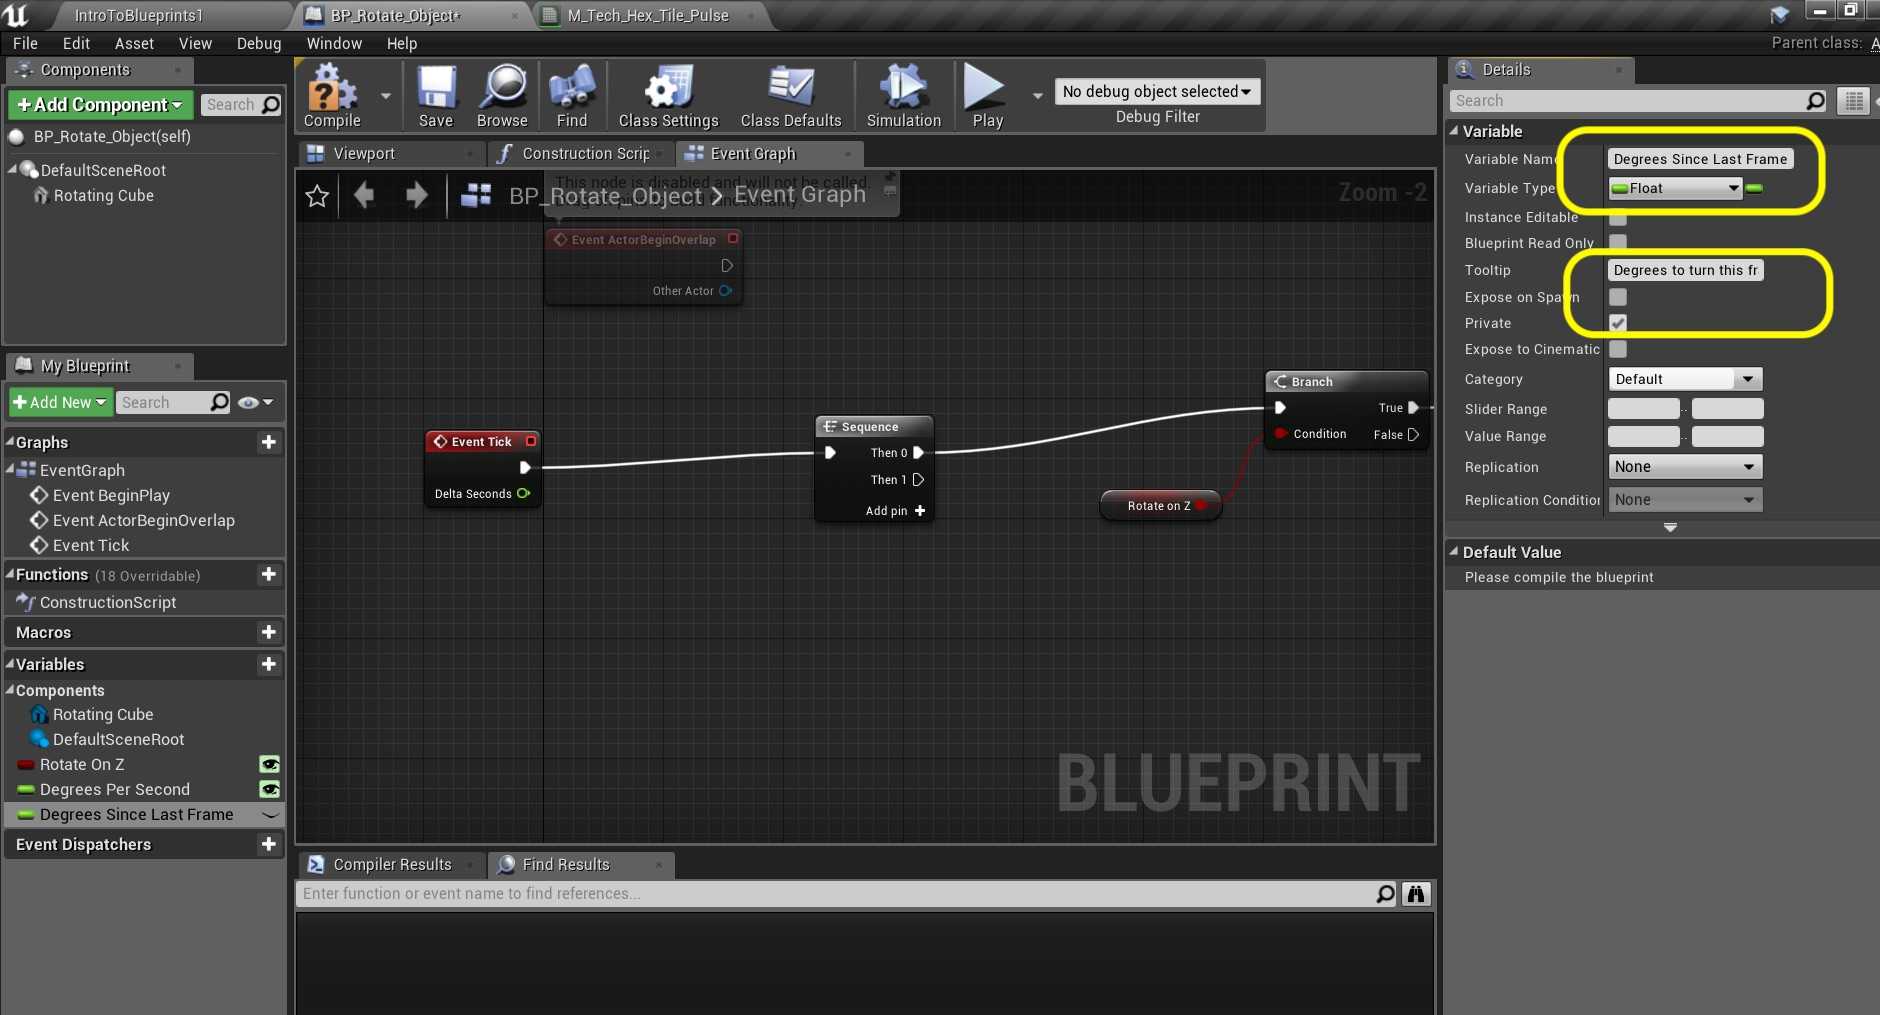 IntroToBlueprints1
BP_Rotate_Object*
M_Tech_Hex_Tile_Pulse
File Edit Asset View Debug Window Help
Parent class: A
Components
+Add Component
Search
BP_Rotate_Object(self)
DefaultSceneRoot
Rotating Cube
My Blueprint
+Add New
Search
Graphs
EventGraph
Event BeginPlay
Event ActorBeginOverlap
Event Tick
Functions (18 Overridable)
ConstructionScript
Macros
Variables
Components
Rotating Cube
DefaultSceneRoot
Rotate On Z
Degrees Per Second
Degrees Since Last Frame
Event Dispatchers
Compile
Save
Browse
Find
Class Settings
Class Defaults
Simulation
Play
No debug object selected
Debug Filter
Viewport
Construction Scrip
Event Graph
This node is disabled and will not be called.
BP_Rotate_Object > Event Graph
Zoom -2
Event ActorBeginOverlap
Other Actor
Event Tick
Delta Seconds
Sequence
Then 0
Then 1
Add pin +
Rotate on Z
Branch
True
Condition
False
BLUEPRINT
Compiler Results
Find Results
Enter function or event name to find references...
Details
Search
Variable
Variable Name Degrees Since Last Frame
Variable Type Float
Instance Editable
Blueprint Read Only
Tooltip Degrees to turn this fr
Expose on Spawn
Private
Expose to Cinematic
Category Default
Slider Range ..
Value Range ..
Replication None
Replication Condition None
Default Value
Please compile the blueprint